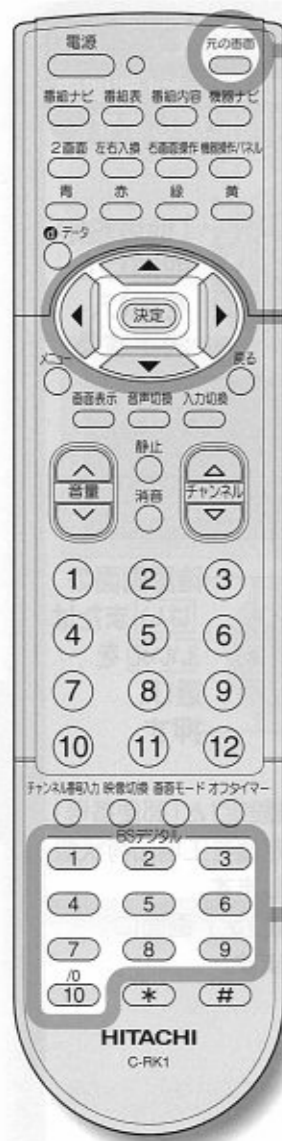 電源 元の画面
番組ナビ 番組表 番組内容 機器ナビ
2画面 左右入換 右画面操作 機器操作パネル
青 赤 緑 黄
d データ
決定
メニュー 戻る
画面表示 音声切換 入力切換
静止
音量 消音 チャンネル
1 2 3
4 5 6
7 8 9
10 11 12
チャンネル番号入力 映像切換 画面モード オフタイマー
BSデジタル
1 2 3
4 5 6
7 8 9
/0
10 * #
HITACHI
C-RK1